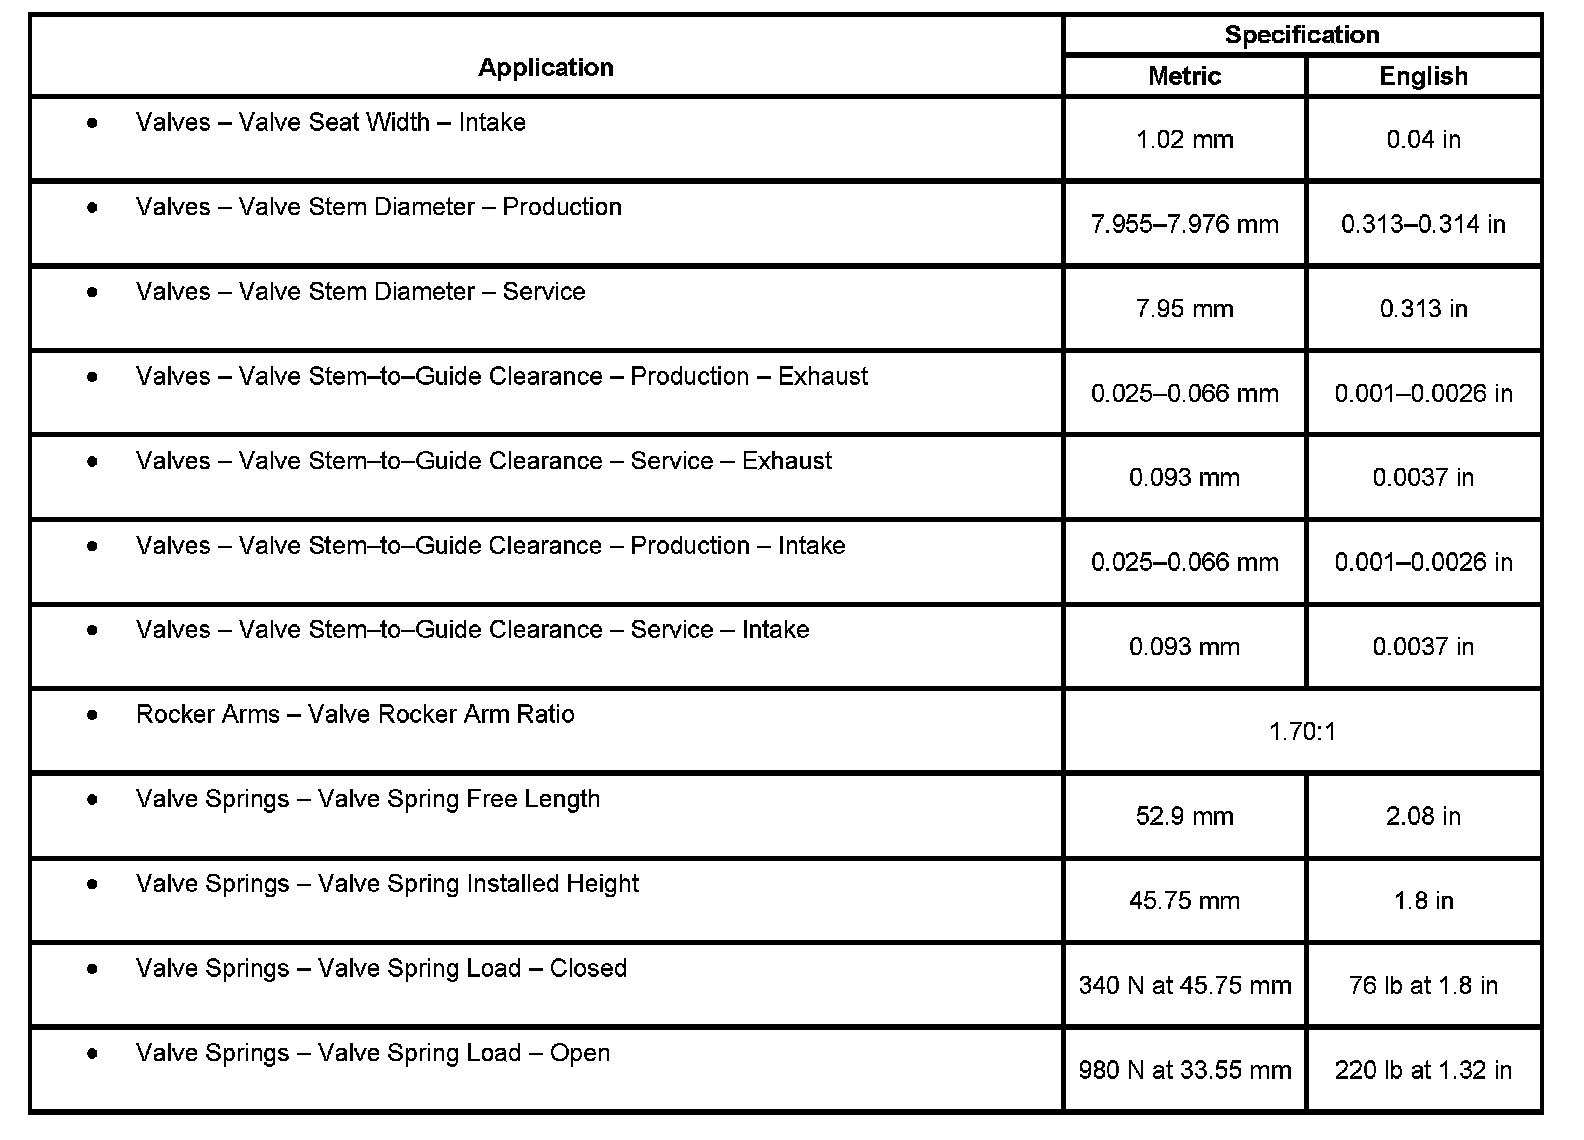 Application
Specification
Metric English
• Valves – Valve Seat Width – Intake 1.02 mm 0.04 in
• Valves – Valve Stem Diameter – Production 7.955–7.976 mm 0.313–0.314 in
• Valves – Valve Stem Diameter – Service 7.95 mm 0.313 in
• Valves – Valve Stem–to–Guide Clearance – Production – Exhaust 0.025–0.066 mm 0.001–0.0026 in
• Valves – Valve Stem–to–Guide Clearance – Service – Exhaust 0.093 mm 0.0037 in
• Valves – Valve Stem–to–Guide Clearance – Production – Intake 0.025–0.066 mm 0.001–0.0026 in
• Valves – Valve Stem–to–Guide Clearance – Service – Intake 0.093 mm 0.0037 in
• Rocker Arms – Valve Rocker Arm Ratio 1.70:1
• Valve Springs – Valve Spring Free Length 52.9 mm 2.08 in
• Valve Springs – Valve Spring Installed Height 45.75 mm 1.8 in
• Valve Springs – Valve Spring Load – Closed 340 N at 45.75 mm 76 lb at 1.8 in
• Valve Springs – Valve Spring Load – Open 980 N at 33.55 mm 220 lb at 1.32 in